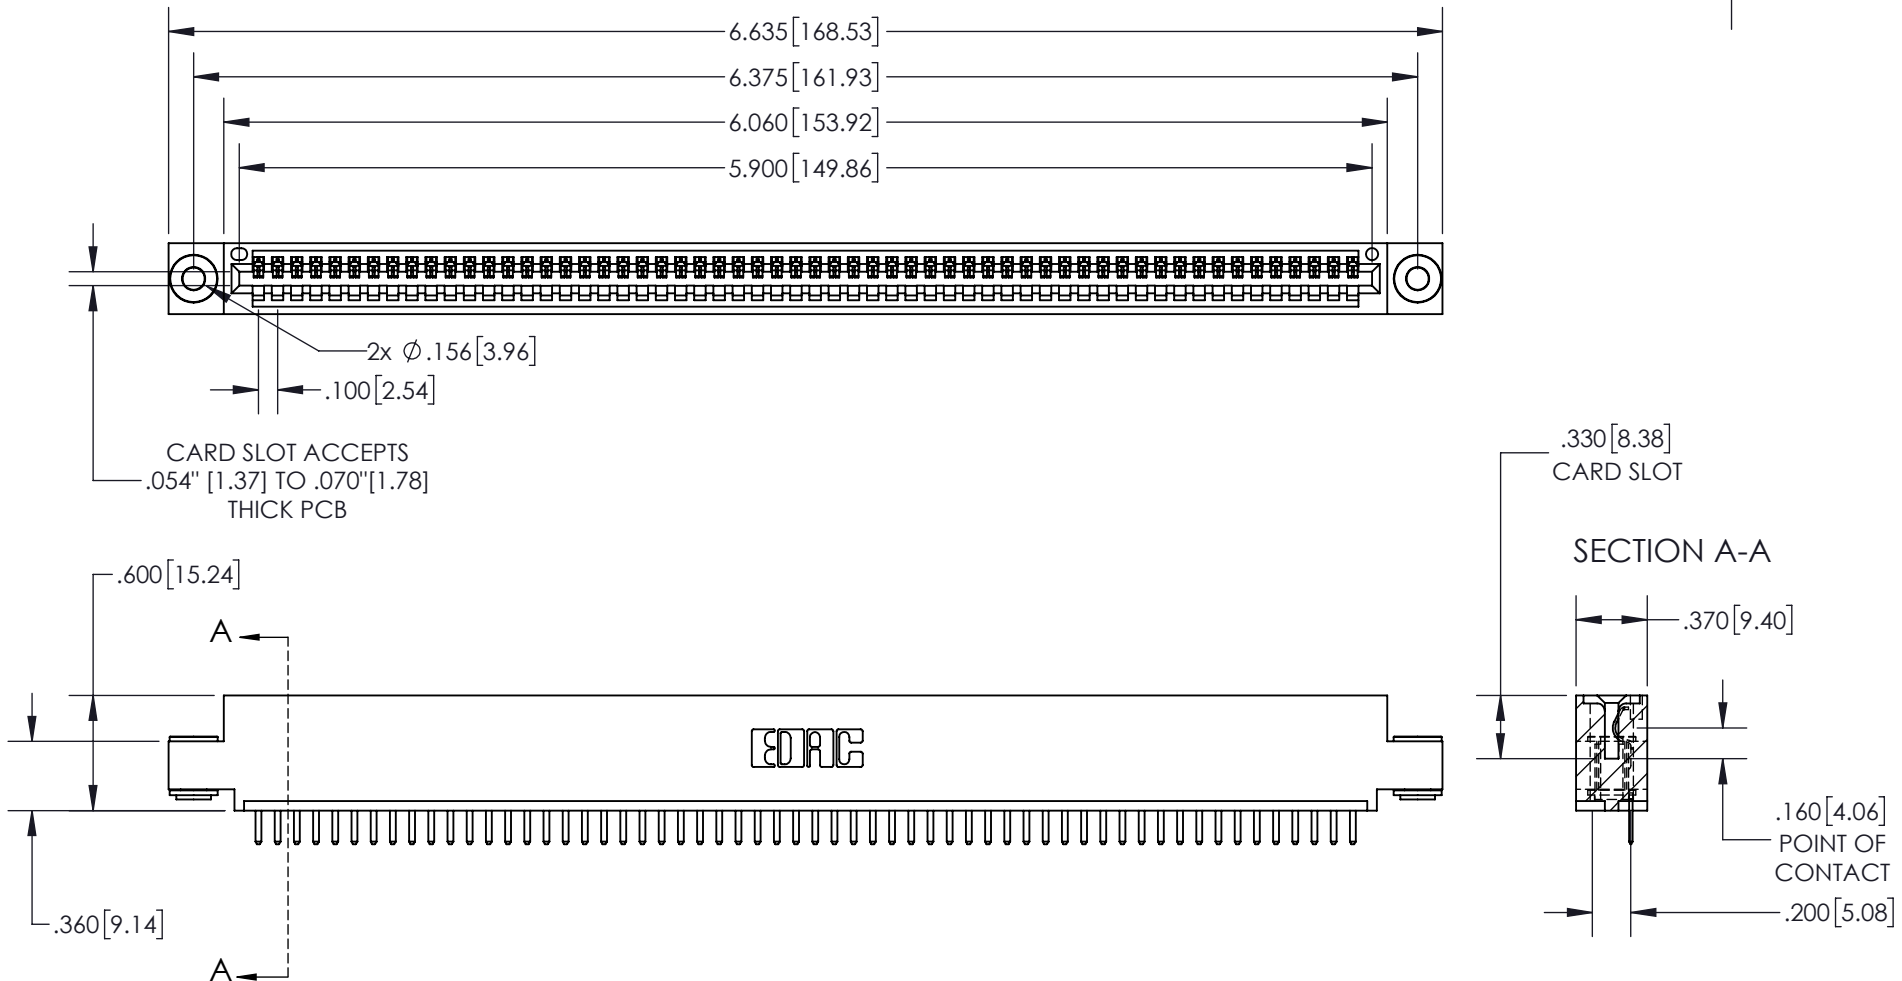 6.635[168.53]
6.375[161.93]
6.060[153.92]
5.900[149.86]
2x Ø.156[3.96]
.100[2.54]
CARD SLOT ACCEPTS
.054" [1.37] TO .070"[1.78]
THICK PCB
.330[8.38]
CARD SLOT
SECTION A-A
.600[15.24]
A
.370[9.40]
EDAC
.160[4.06]
POINT OF
CONTACT
.360[9.14]
.200[5.08]
A